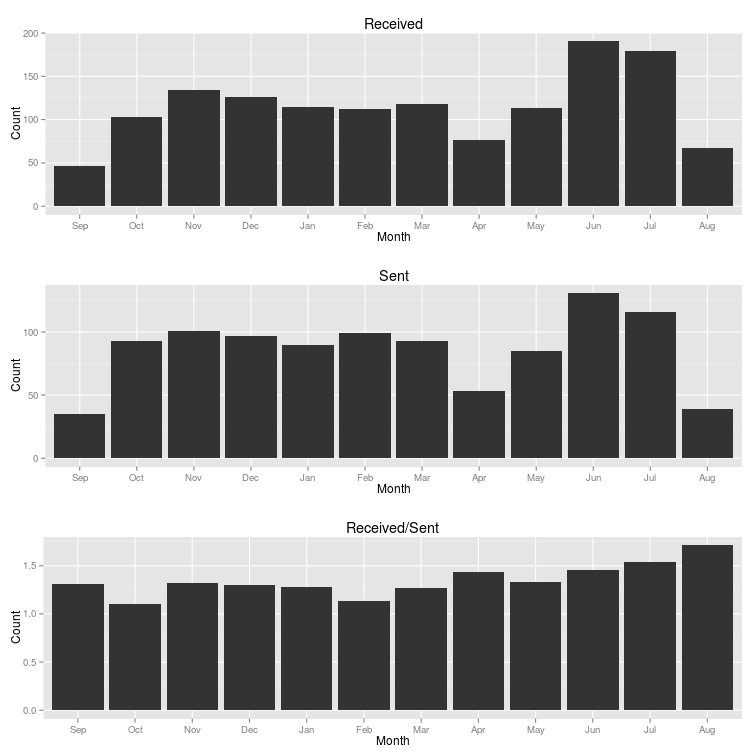 Received
200
150
100
50
0
Count
Sep Oct Nov Dec Jan Feb Mar Apr May Jun Jul Aug
Month
Sent
100
50
0
Count
Sep Oct Nov Dec Jan Feb Mar Apr May Jun Jul Aug
Month
Received/Sent
1.5
1.0
0.5
0.0
Count
Sep Oct Nov Dec Jan Feb Mar Apr May Jun Jul Aug
Month